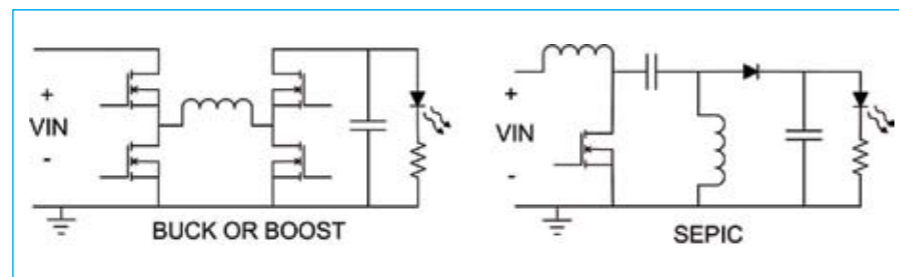 +
VIN
-
BUCK OR BOOST
+
VIN
-
SEPIC